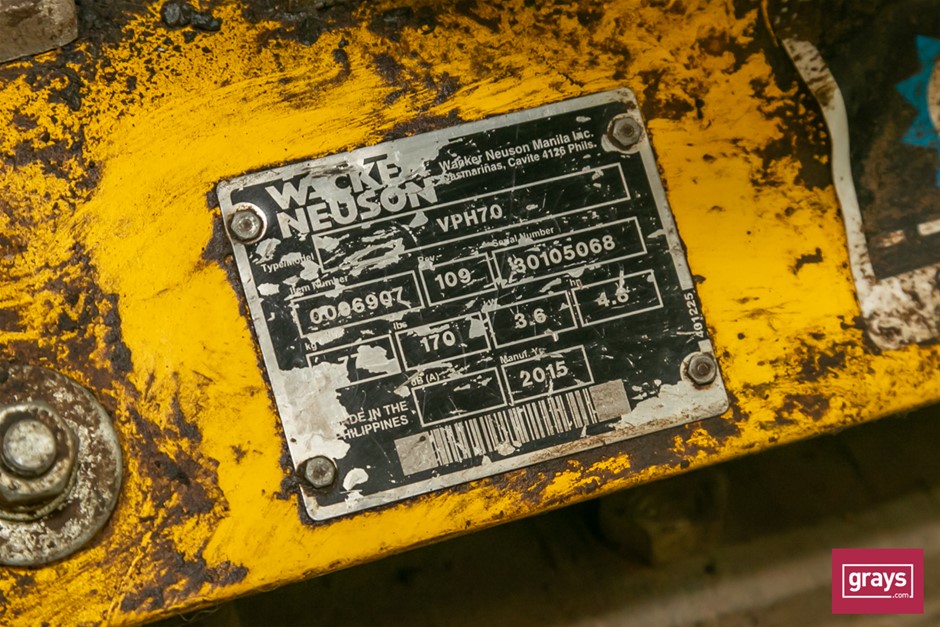 WACKER
NEUSON
Wacker Neuson Manila Inc.
Dasmariñas, Cavite 4126 Phils.
Type/Model VPH70
Item Number Rev Serial Number
0006907 109 30105068
kg lbs kW hp
170 3.6 4.8
dB (A) Manuf. Yr.
2015
MADE IN THE
PHILIPPINES
401225
grays
.com